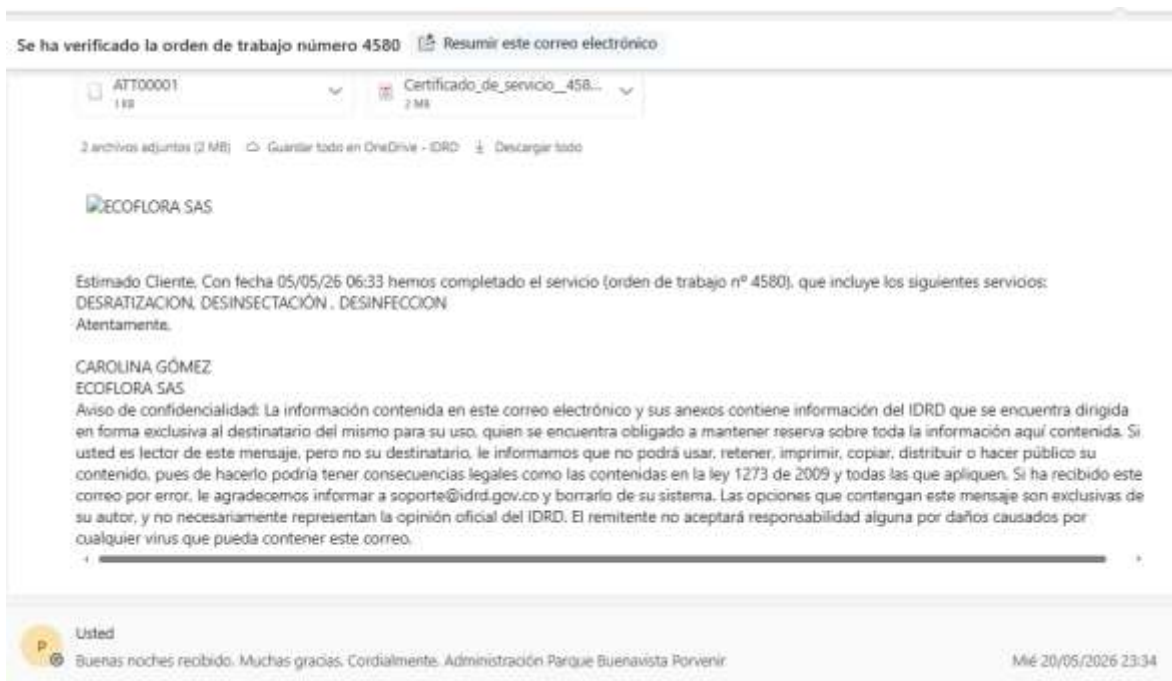 Se ha verificado la orden de trabajo número 4580 Resumir este correo electrónico
ATT00001 Certificado_de_servicio__458...
1 KB 2 MB
2 archivos adjuntos (2 MB) Guardar todo en OneDrive - IDRD Descargar todo
ECOFLORA SAS
Estimado Cliente, Con fecha 05/05/26 06:33 hemos completado el servicio (orden de trabajo nº 4580), que incluye los siguientes servicios:
DESRATIZACION, DESINSECTACIÓN , DESINFECCION
Atentamente,
CAROLINA GÓMEZ
ECOFLORA SAS
Aviso de confidencialidad: La información contenida en este correo electrónico y sus anexos contiene información del IDRD que se encuentra dirigida
en forma exclusiva al destinatario del mismo para su uso, quien se encuentra obligado a mantener reserva sobre toda la información aquí contenida. Si
usted es lector de este mensaje, pero no su destinatario, le informamos que no podrá usar, retener, imprimir, copiar, distribuir o hacer público su
contenido, pues de hacerlo podría tener consecuencias legales como las contenidas en la ley 1273 de 2009 y todas las que apliquen. Si ha recibido este
correo por error, le agradecemos informar a soporte@idrd.gov.co y borrarlo de su sistema. Las opciones que contengan este mensaje son exclusivas de
su autor, y no necesariamente representan la opinión oficial del IDRD. El remitente no aceptará responsabilidad alguna por daños causados por
cualquier virus que pueda contener este correo.
P Usted
Buenas noches recibido. Muchas gracias. Cordialmente. Administración Parque Buenavista Porvenir Mié 20/05/2026 23:34